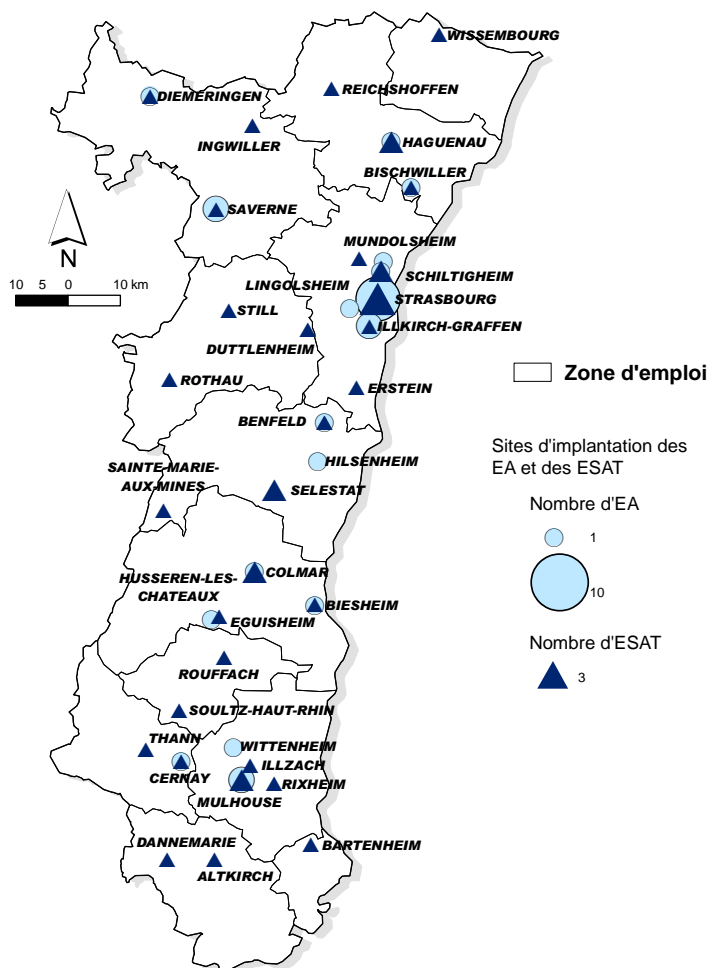 WISSEMBOURG
REICHSHOFFEN
DIEMERINGEN
INGWILLER
HAGUENAU
BISCHWILLER
SAVERNE
N
10 5 0 10 km
MUNDOLSHEIM
SCHILTIGHEIM
LINGOLSHEIM
STRASBOURG
STILL
ILLKIRCH-GRAFFEN
DUTTLENHEIM
ROTHAU
ERSTEIN
BENFELD
HILSENHEIM
SAINTE-MARIE-
AUX-MINES
SELESTAT
COLMAR
HUSSEREN-LES-
CHATEAUX
BIESHEIM
EGUISHEIM
ROUFFACH
SOULTZ-HAUT-RHIN
THANN
WITTENHEIM
ILLZACH
CERNAY
RIXHEIM
MULHOUSE
DANNEMARIE
BARTENHEIM
ALTKIRCH
Zone d'emploi
Sites d'implantation des
EA et des ESAT
Nombre d'EA
1
10
Nombre d'ESAT
3